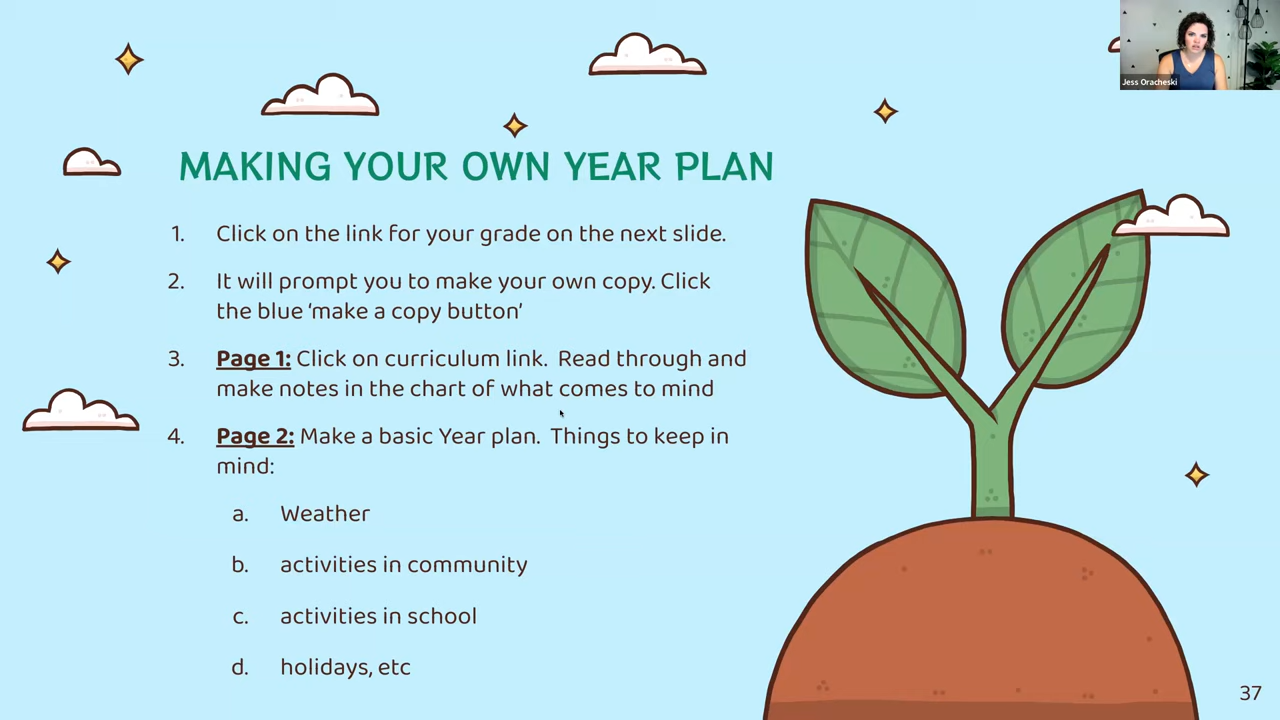 Jess Oracheski
MAKING YOUR OWN YEAR PLAN
1. Click on the link for your grade on the next slide.
2. It will prompt you to make your own copy. Click
the blue ‘make a copy button’
3. Page 1: Click on curriculum link. Read through and
make notes in the chart of what comes to mind
4. Page 2: Make a basic Year plan. Things to keep in
mind:
a. Weather
b. activities in community
c. activities in school
d. holidays, etc
37